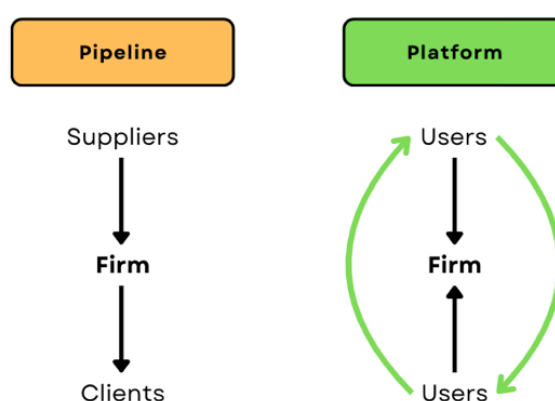 Pipeline
Suppliers
Firm
Clients
Platform
Users
Firm
Users